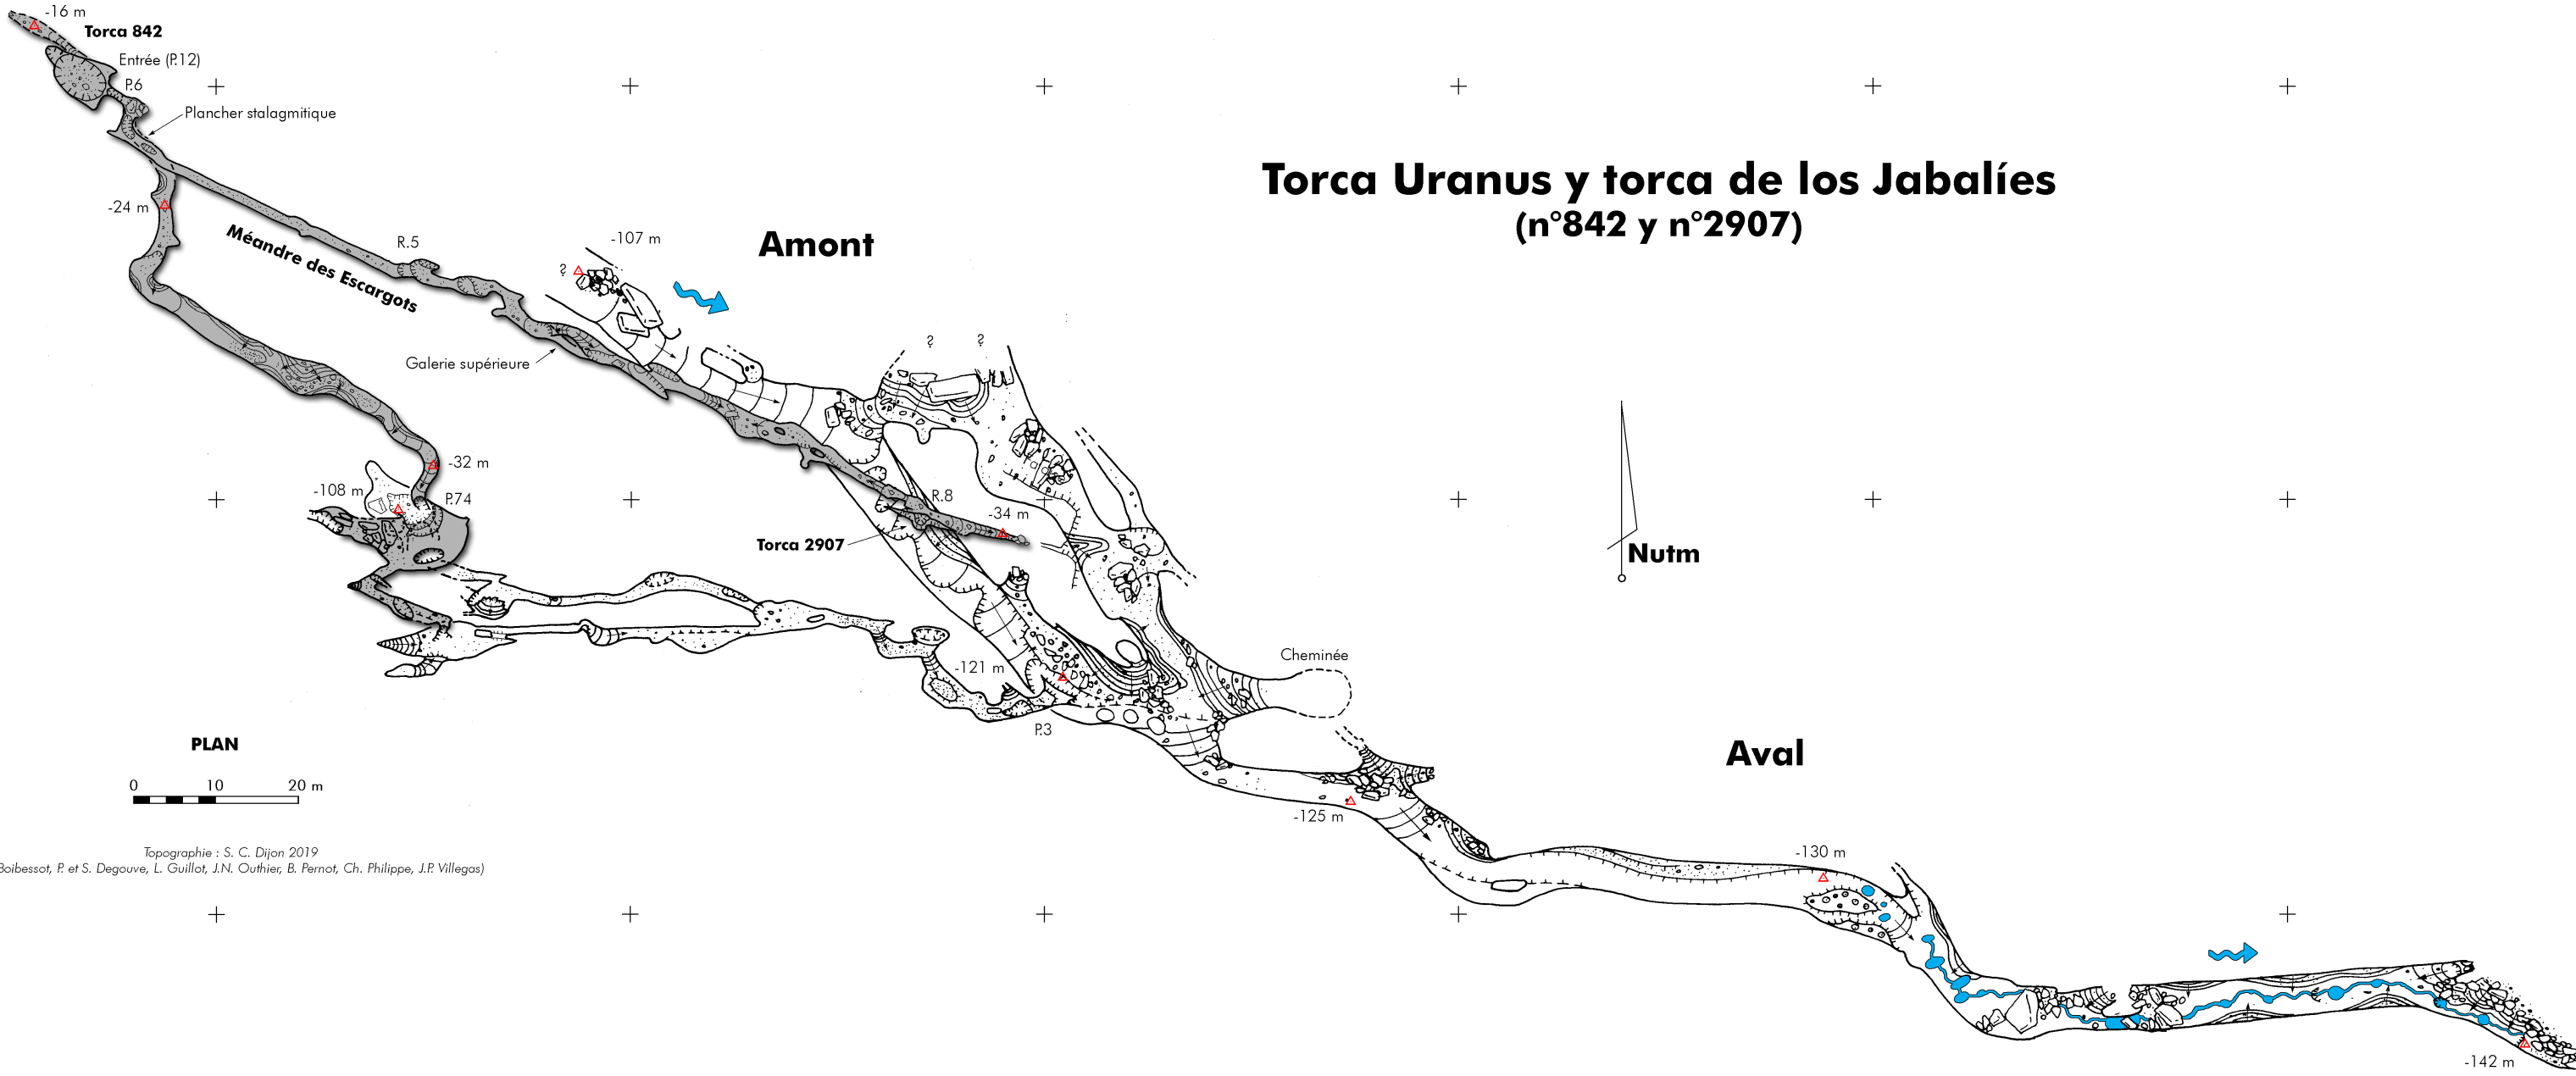 -16 m
Torca 842
Entrée (P.12)
P.6
Plancher stalagmitique
Torca Uranus y torca de los Jabalíes
(n°842 y n°2907)
-24 m
Méandre des Escargots
R.5
-107 m
?
Amont
Galerie supérieure
?
?
-32 m
-108 m
P.74
R.8
-34 m
Torca 2907
Nutm
-121 m
Cheminée
P.3
PLAN
Aval
0 10 20 m
-125 m
Topographie : S. C. Dijon 2019
Boibessot, P. et S. Degouve, L. Guillot, J.N. Outhier, B. Pernot, Ch. Philippe, J.P. Villegas)
-130 m
-142 m